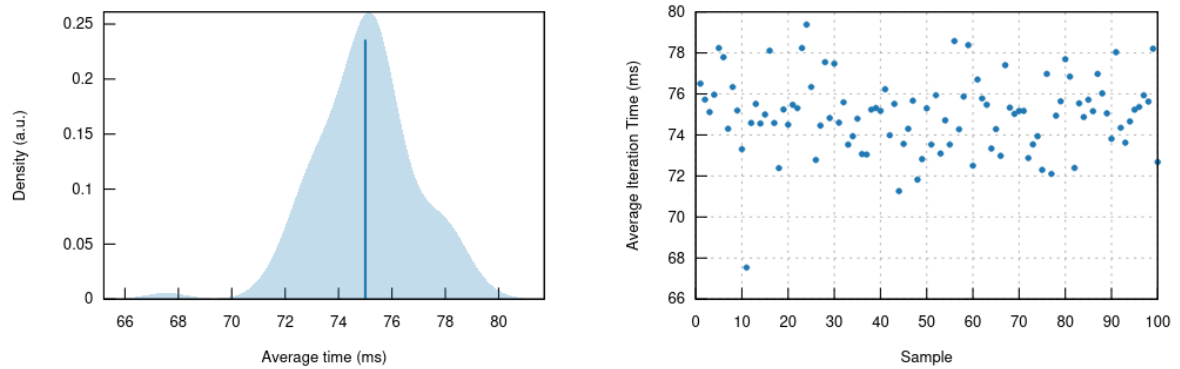 0.25
0.2
0.15
0.1
0.05
0
Density (a.u.)
66 68 70 72 74 76 78 80
Average time (ms)
80
78
76
74
72
70
68
66
Average Iteration Time (ms)
0 10 20 30 40 50 60 70 80 90 100
Sample